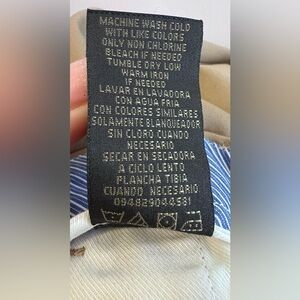 MACHINE WASH COLD
WITH LIKE COLORS
ONLY NON CHLORINE
BLEACH IF NEEDED
TUMBLE DRY LOW
WARM IRON
IF NEEDED
LAVAR EN LAVADORA
CON AGUA FRIA
CON COLORES SIMILARES
SOLAMENTE BLANQUEADOR
SIN CLORO CUANDO
NECESARIO
SECAR EN SECADORA
A CICLO LENTO
PLANCHA TIBIA
CUANDO NECESARIO
094829044581